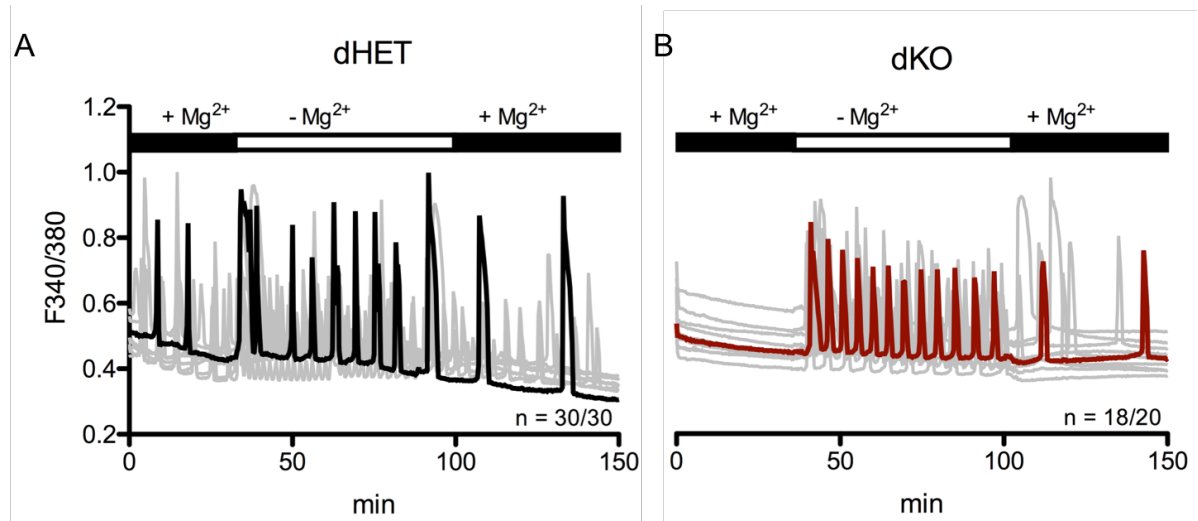 A
dHET
+ Mg²⁺
- Mg²⁺
+ Mg²⁺
1.2
1.0
0.8
0.6
0.4
0.2
F340/380
n = 30/30
0
50
100
150
min
B
dKO
+ Mg²⁺
- Mg²⁺
+ Mg²⁺
n = 18/20
0
50
100
150
min